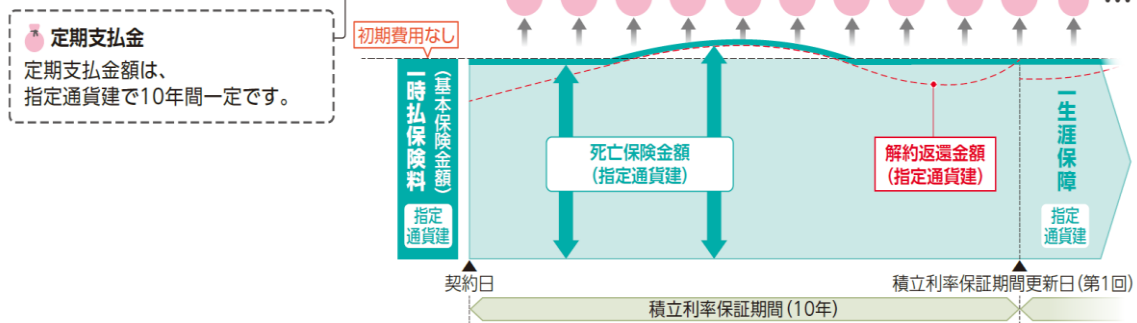 定期支払金
定期支払金額は、
指定通貨建で10年間一定です。
初期費用なし
…
一時払保険料
(基本保険金額)
指定
通貨建
死亡保険金額
(指定通貨建)
解約返還金額
(指定通貨建)
一生涯保障
指定
通貨建
契約日
積立利率保証期間更新日(第1回)
積立利率保証期間(10年)